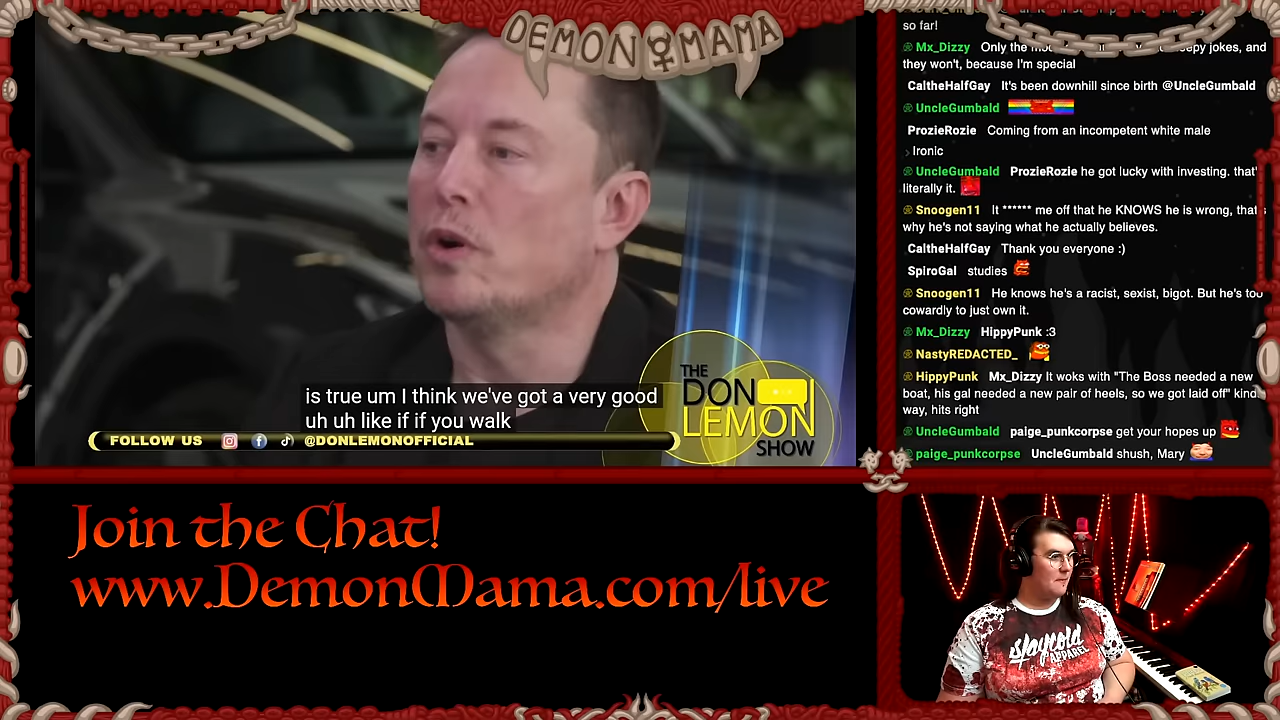 DEMON MAMA
is true um I think we've got a very good
uh uh like if if you walk
FOLLOW US @DONLEMONOFFICIAL
THE
DON
LEMON
SHOW
so far!
Mx_Dizzy Only the jokes, and
they won't, because I'm special
CaltheHalfGay It's been downhill since birth @UncleGumbald
UncleGumbald
ProzieRozie Coming from an incompetent white male
Ironic
UncleGumbald ProzieRozie he got lucky with investing. that'
literally it.
Snoogen11 It ****** me off that he KNOWS he is wrong, that's
why he's not saying what he actually believes.
CaltheHalfGay Thank you everyone :)
SpiroGal studies
Snoogen11 He knows he's a racist, sexist, bigot. But he's too
cowardly to just own it.
Mx_Dizzy HippyPunk :3
NastyREDACTED_
HippyPunk Mx_Dizzy It woks with "The Boss needed a new
boat, his gal needed a new pair of heels, so we got laid off" kind
way, hits right
UncleGumbald paige_punkcorpse get your hopes up
paige_punkcorpse UncleGumbald shush, Mary
Join the Chat!
www.DemonMama.com/live
staycold
APPAREL